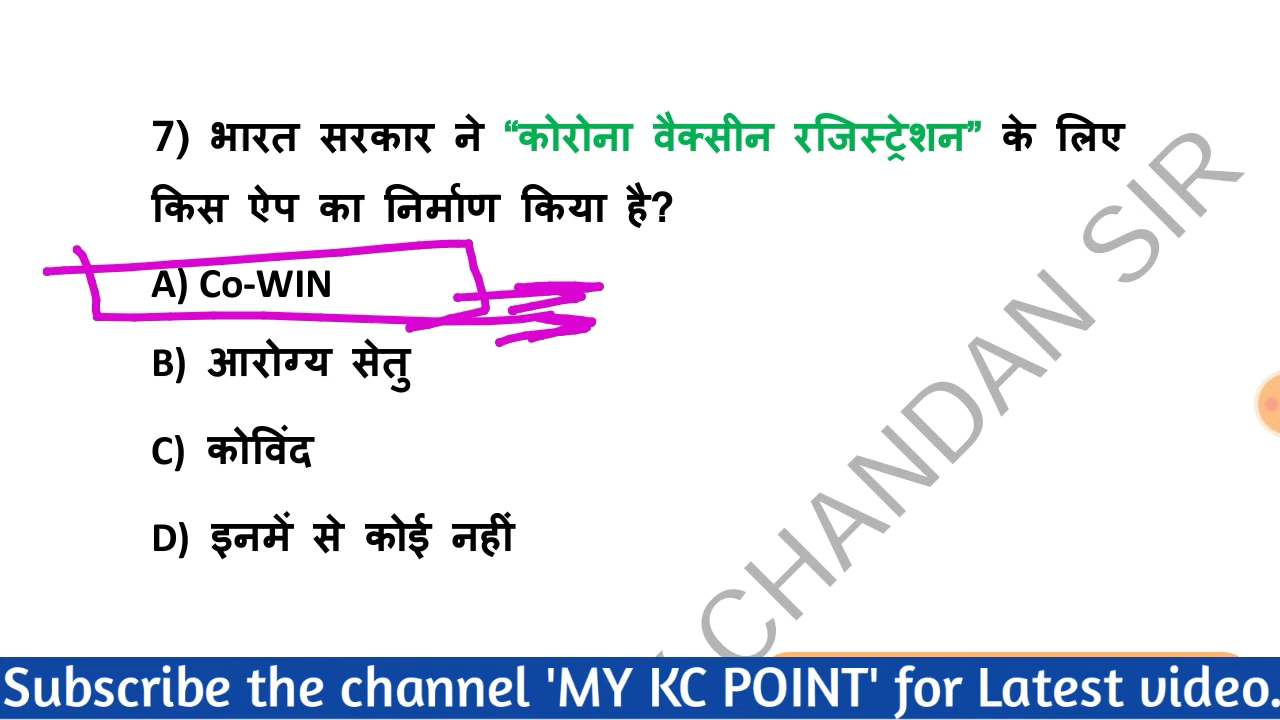 7) भारत सरकार ने “कोरोना वैक्सीन रजिस्ट्रेशन” के लिए
किस ऐप का निर्माण किया है?
A) Co-WIN
B) आरोग्य सेतु
C) कोविंद
D) इनमें से कोई नहीं
CHANDAN SIR
Subscribe the channel 'MY KC POINT' for Latest video.